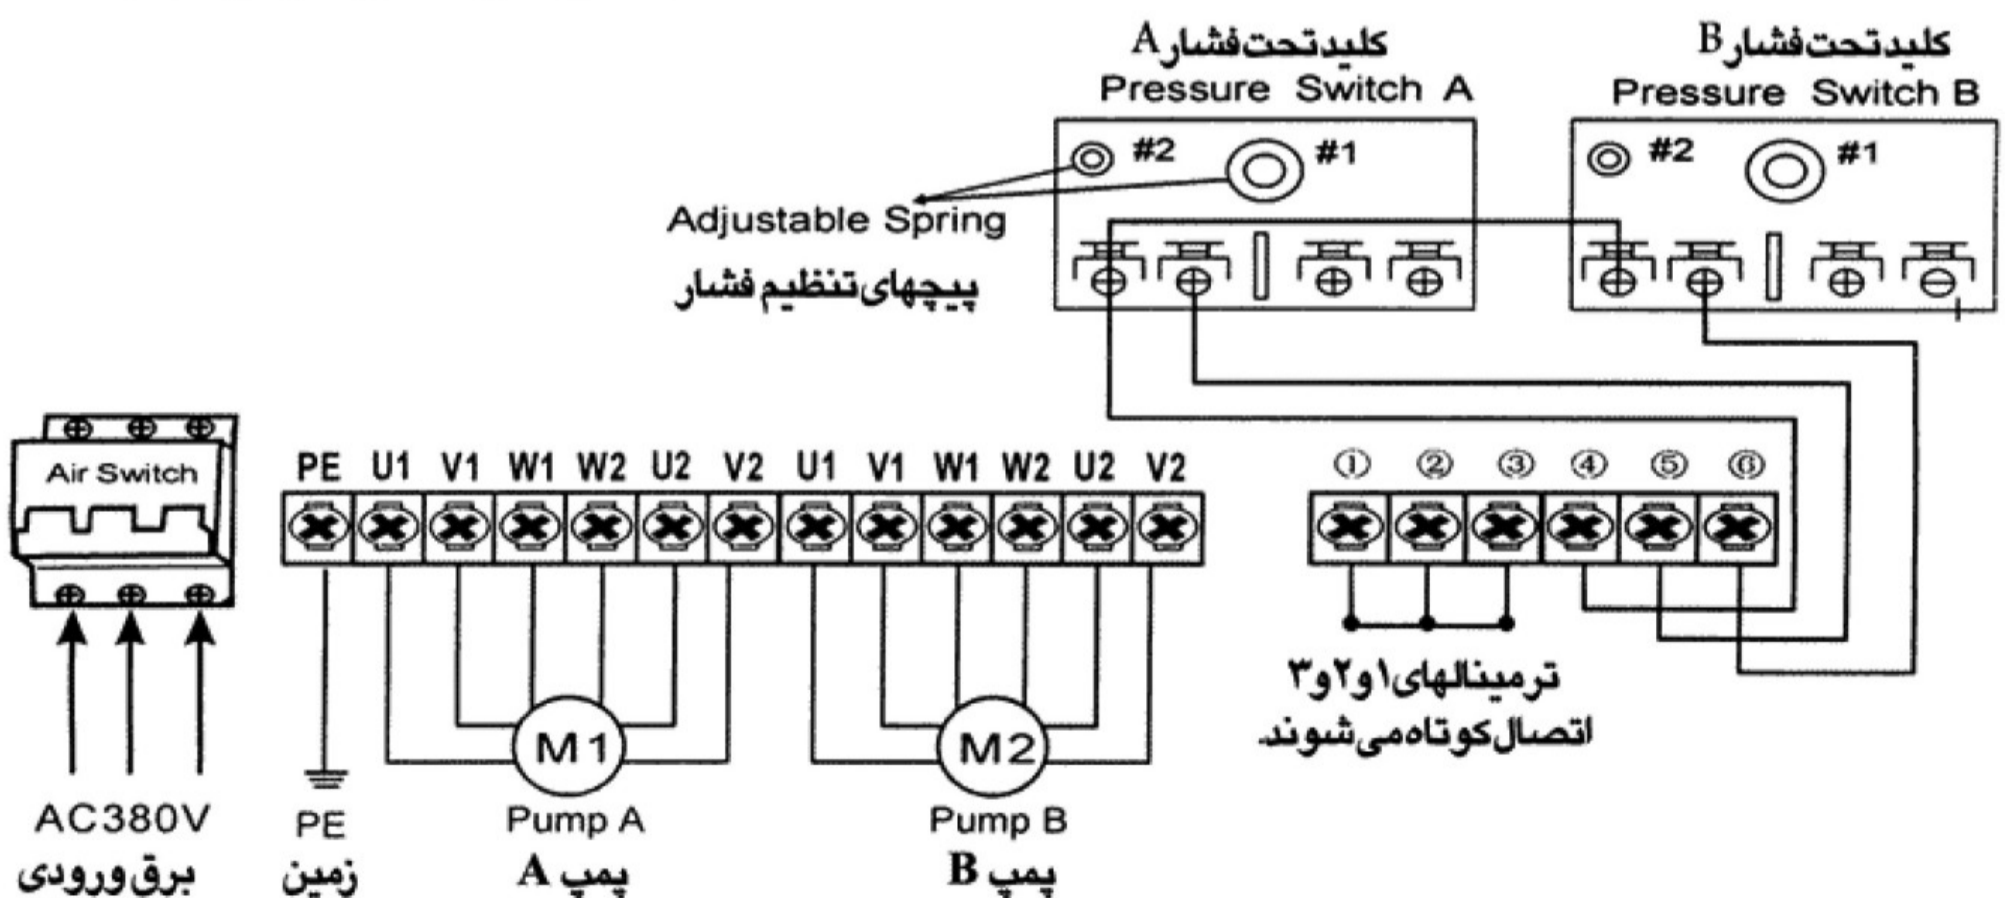 کلید تحت فشار A
Pressure Switch A
#2 #1
کلید تحت فشار B
Pressure Switch B
#2 #1
Adjustable Spring
پیچهای تنظیم فشار
Air Switch
PE U1 V1 W1 W2 U2 V2 U1 V1 W1 W2 U2 V2
① ② ③ ④ ⑤ ⑥
ترمینالهای ۱ و ۲ و ۳
اتصال کوتاه می شوند.
M1
M2
AC380V
برق ورودی
PE
زمین
Pump A
پمپ A
Pump B
پمپ B